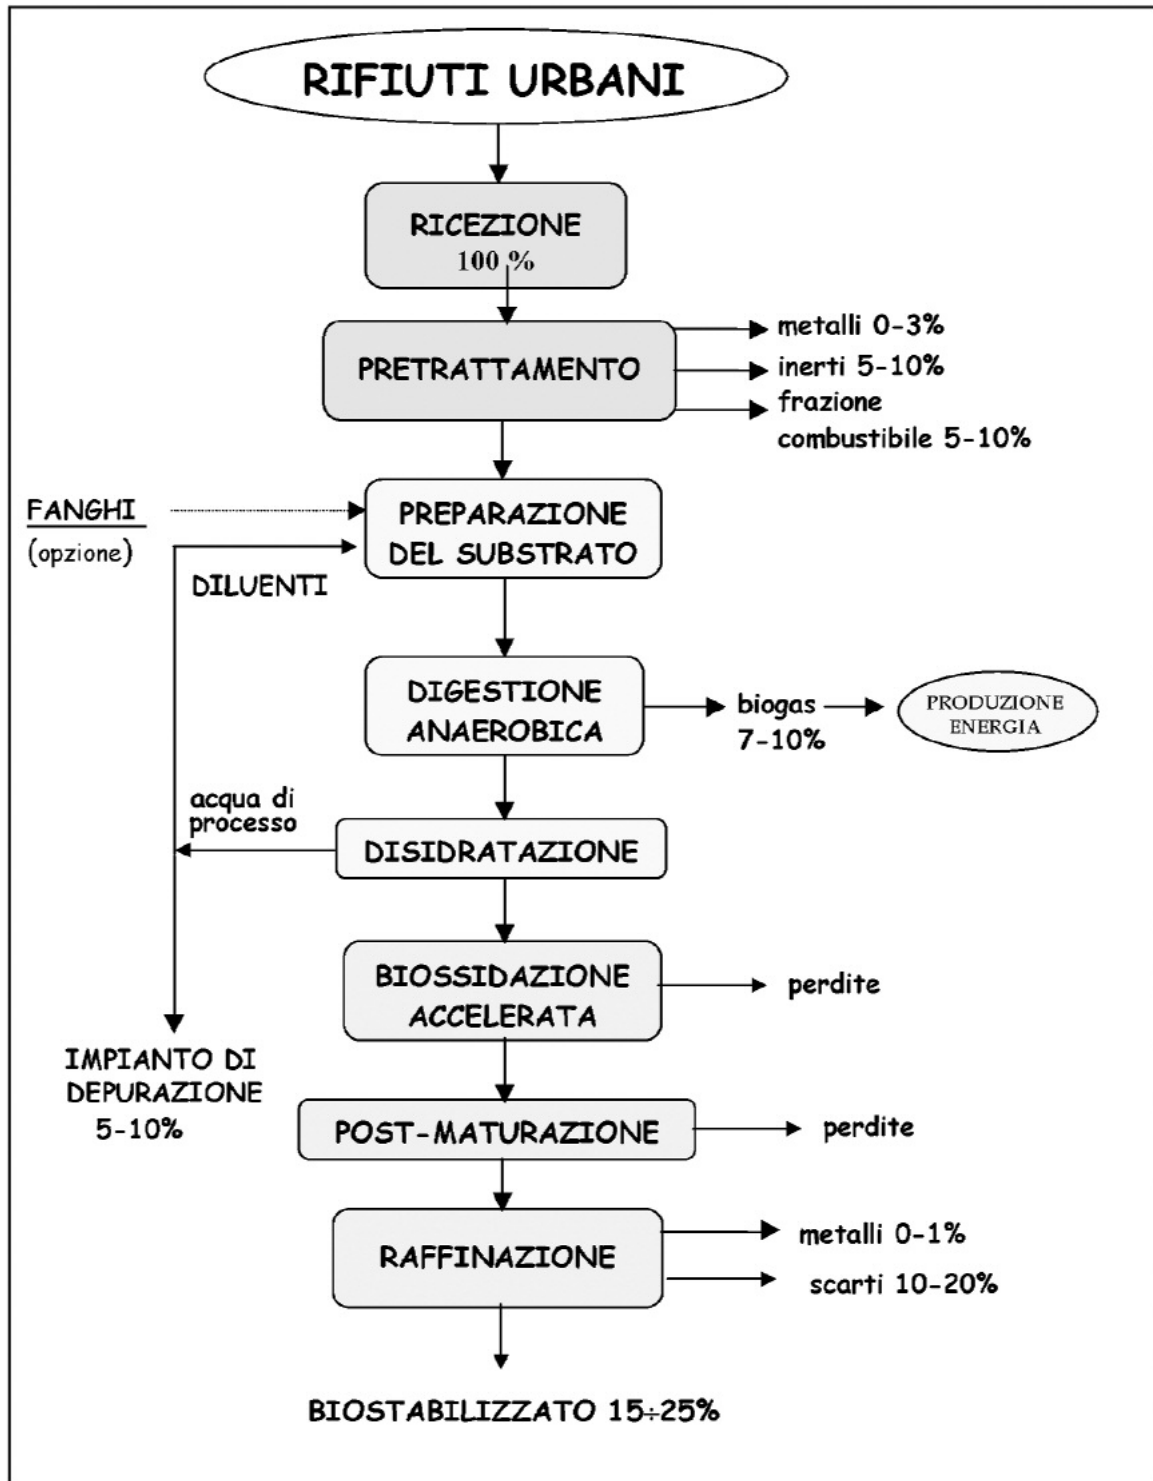 RIFIUTI URBANI
RICEZIONE
100 %
PRETRATTAMENTO
metalli 0-3%
inerti 5-10%
frazione
combustibile 5-10%
FANGHI
(opzione)
PREPARAZIONE
DEL SUBSTRATO
DILUENTI
DIGESTIONE
ANAEROBICA
biogas
7-10%
PRODUZIONE
ENERGIA
acqua di
processo
DISIDRATAZIONE
BIOSSIDAZIONE
ACCELERATA
perdite
IMPIANTO DI
DEPURAZIONE
5-10%
POST-MATURAZIONE
perdite
RAFFINAZIONE
metalli 0-1%
scarti 10-20%
BIOSTABILIZZATO 15÷25%